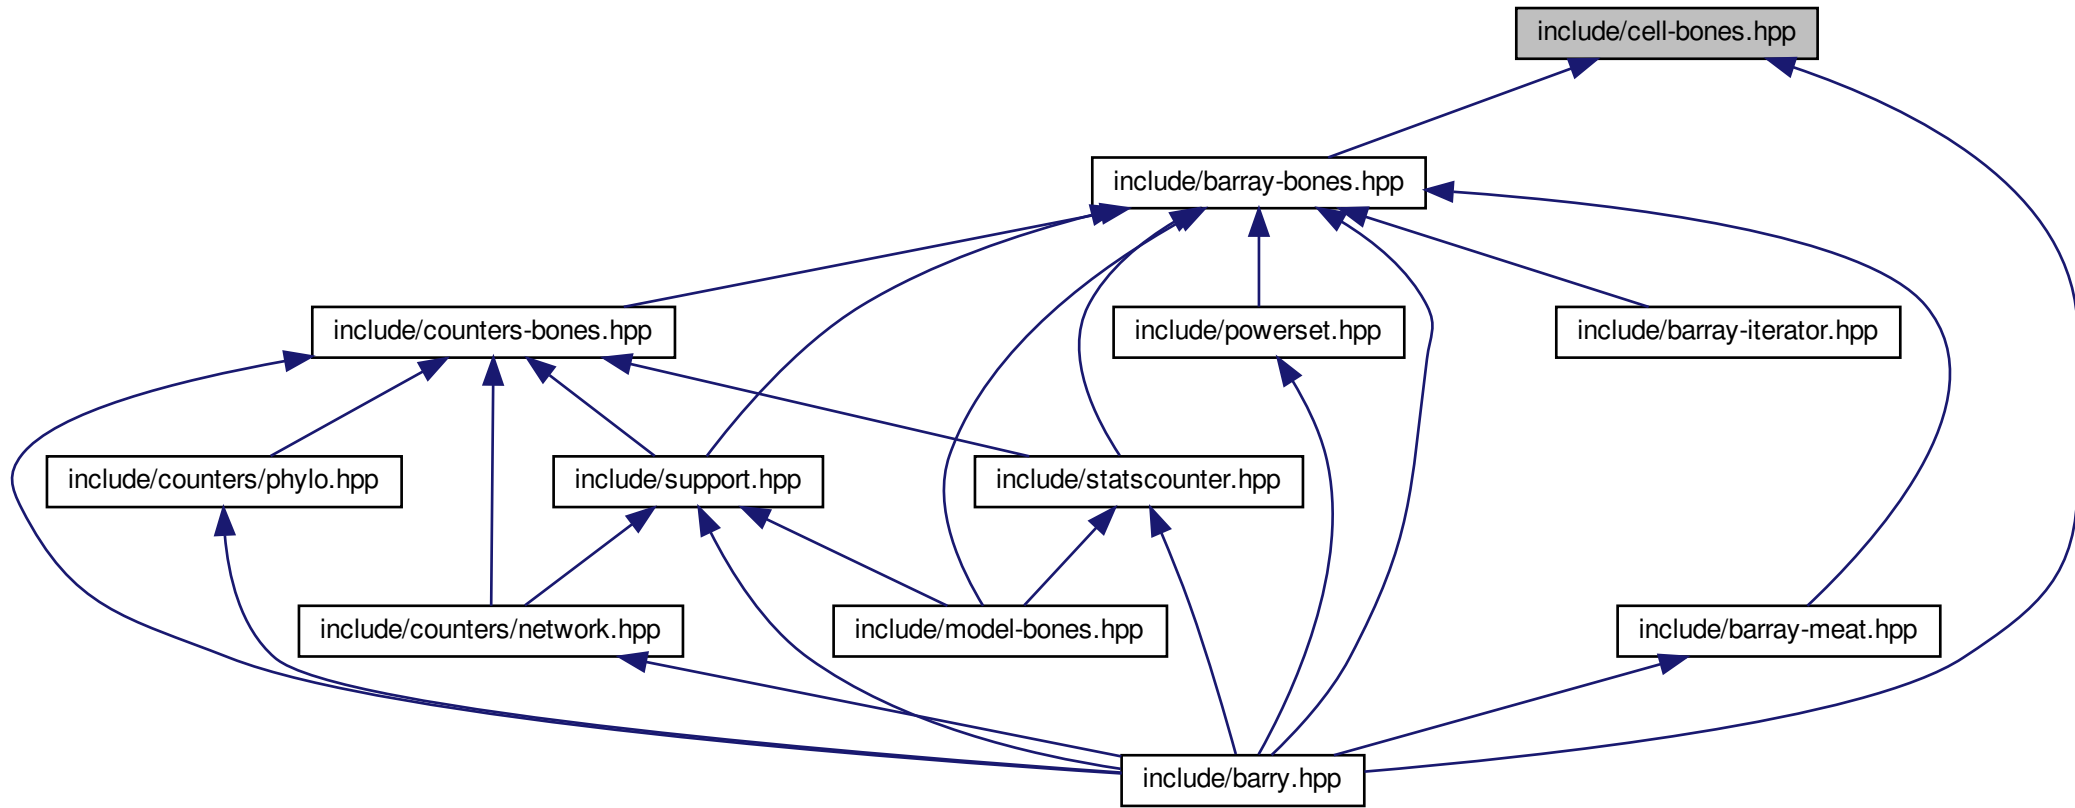 include/cell-bones.hpp
include/barray-bones.hpp
include/counters-bones.hpp
include/powerset.hpp
include/barray-iterator.hpp
include/counters/phylo.hpp
include/support.hpp
include/statscounter.hpp
include/counters/network.hpp
include/model-bones.hpp
include/barray-meat.hpp
include/barry.hpp